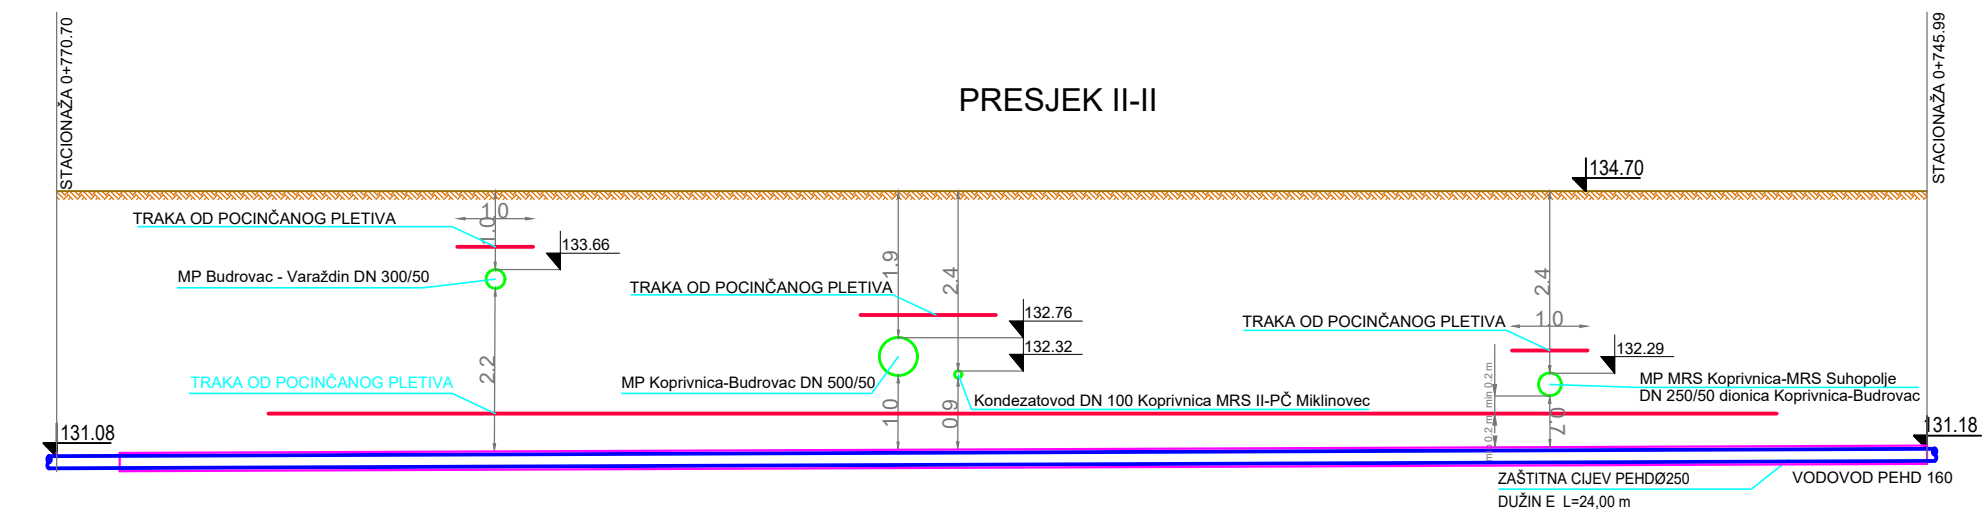 STACIONAŽA 0+770.70
STACIONAŽA 0+745.99
PRESJEK II-II
134.70
1.0
1.0
TRAKA OD POCINČANOG PLETIVA
133.66
MP Budrovac - Varaždin DN 300/50
2.2
TRAKA OD POCINČANOG PLETIVA
1.9
2.4
TRAKA OD POCINČANOG PLETIVA
132.76
132.32
MP Koprivnica-Budrovac DN 500/50
Kondezatovod DN 100 Koprivnica MRS II-PČ Miklinovec
1.0
0.9
2.4
1.0
TRAKA OD POCINČANOG PLETIVA
132.29
MP MRS Koprivnica-MRS Suhopolje
DN 250/50 dionica Koprivnica-Budrovac
min 0.2 m
0.2 m
0.7
131.08
131.18
ZAŠTITNA CIJEV PEHDØ250
DUŽIN E L=24,00 m
VODOVOD PEHD 160